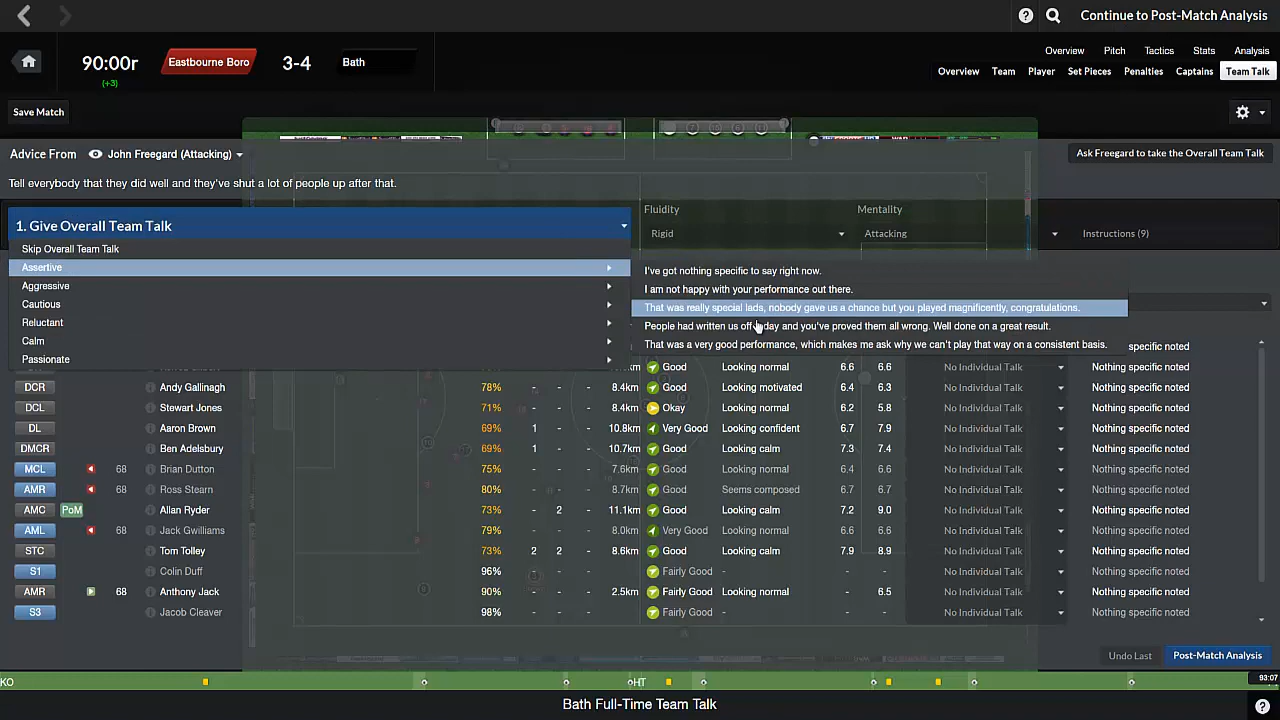 Continue to Post-Match Analysis
90:00r
(+3)
Eastbourne Boro
3-4
Bath
Overview Pitch Tactics Stats Analysis
Overview Team Player Set Pieces Penalties Captains Team Talk
Save Match
Advice From John Freegard (Attacking)
Ask Freegard to take the Overall Team Talk
Tell everybody that they did well and they've shut a lot of people up after that.
1. Give Overall Team Talk
Fluidity Mentality
Rigid Attacking Instructions (9)
Skip Overall Team Talk
Assertive
Aggressive
Cautious
Reluctant
Calm
Passionate
I've got nothing specific to say right now.
I am not happy with your performance out there.
That was really special lads, nobody gave us a chance but you played magnificently, congratulations.
People had written us off today and you've proved them all wrong. Well done on a great result.
That was a very good performance, which makes me ask why we can't play that way on a consistent basis.
Nothing specific noted
Good Looking normal 6.6 6.6 No Individual Talk Nothing specific noted
DCR Andy Gallinagh 78% - - - 8.4km Good Looking motivated 6.4 6.3 No Individual Talk Nothing specific noted
DCL Stewart Jones 71% - - - 8.4km Okay Looking normal 6.2 5.8 No Individual Talk Nothing specific noted
DL Aaron Brown 69% 1 - - 10.8km Very Good Looking confident 6.7 7.9 No Individual Talk Nothing specific noted
DMCR Ben Adelsbury 69% 1 - - 10.7km Good Looking calm 7.3 7.4 No Individual Talk Nothing specific noted
MCL 68 Brian Dutton 75% - - - 7.6km Good Looking normal 6.4 6.6 No Individual Talk Nothing specific noted
AMR 68 Ross Stearn 80% - - - 8.7km Good Seems composed 6.7 6.7 No Individual Talk Nothing specific noted
AMC PoM Allan Ryder 73% - 2 - 11.1km Good Looking calm 7.2 9.0 No Individual Talk Nothing specific noted
AML 68 Jack Gwilliams 79% - - - 8.0km Very Good Looking normal 6.6 6.6 No Individual Talk Nothing specific noted
STC Tom Tolley 73% 2 2 - 8.6km Good Looking calm 7.9 8.9 No Individual Talk Nothing specific noted
S1 Colin Duff 96% Fairly Good - - - No Individual Talk Nothing specific noted
AMR 68 Anthony Jack 90% - - - 2.5km Fairly Good Looking normal - 6.5 No Individual Talk Nothing specific noted
S3 Jacob Cleaver 98% Fairly Good - - - No Individual Talk Nothing specific noted
Undo Last Post-Match Analysis
KO HT 93:07
Bath Full-Time Team Talk